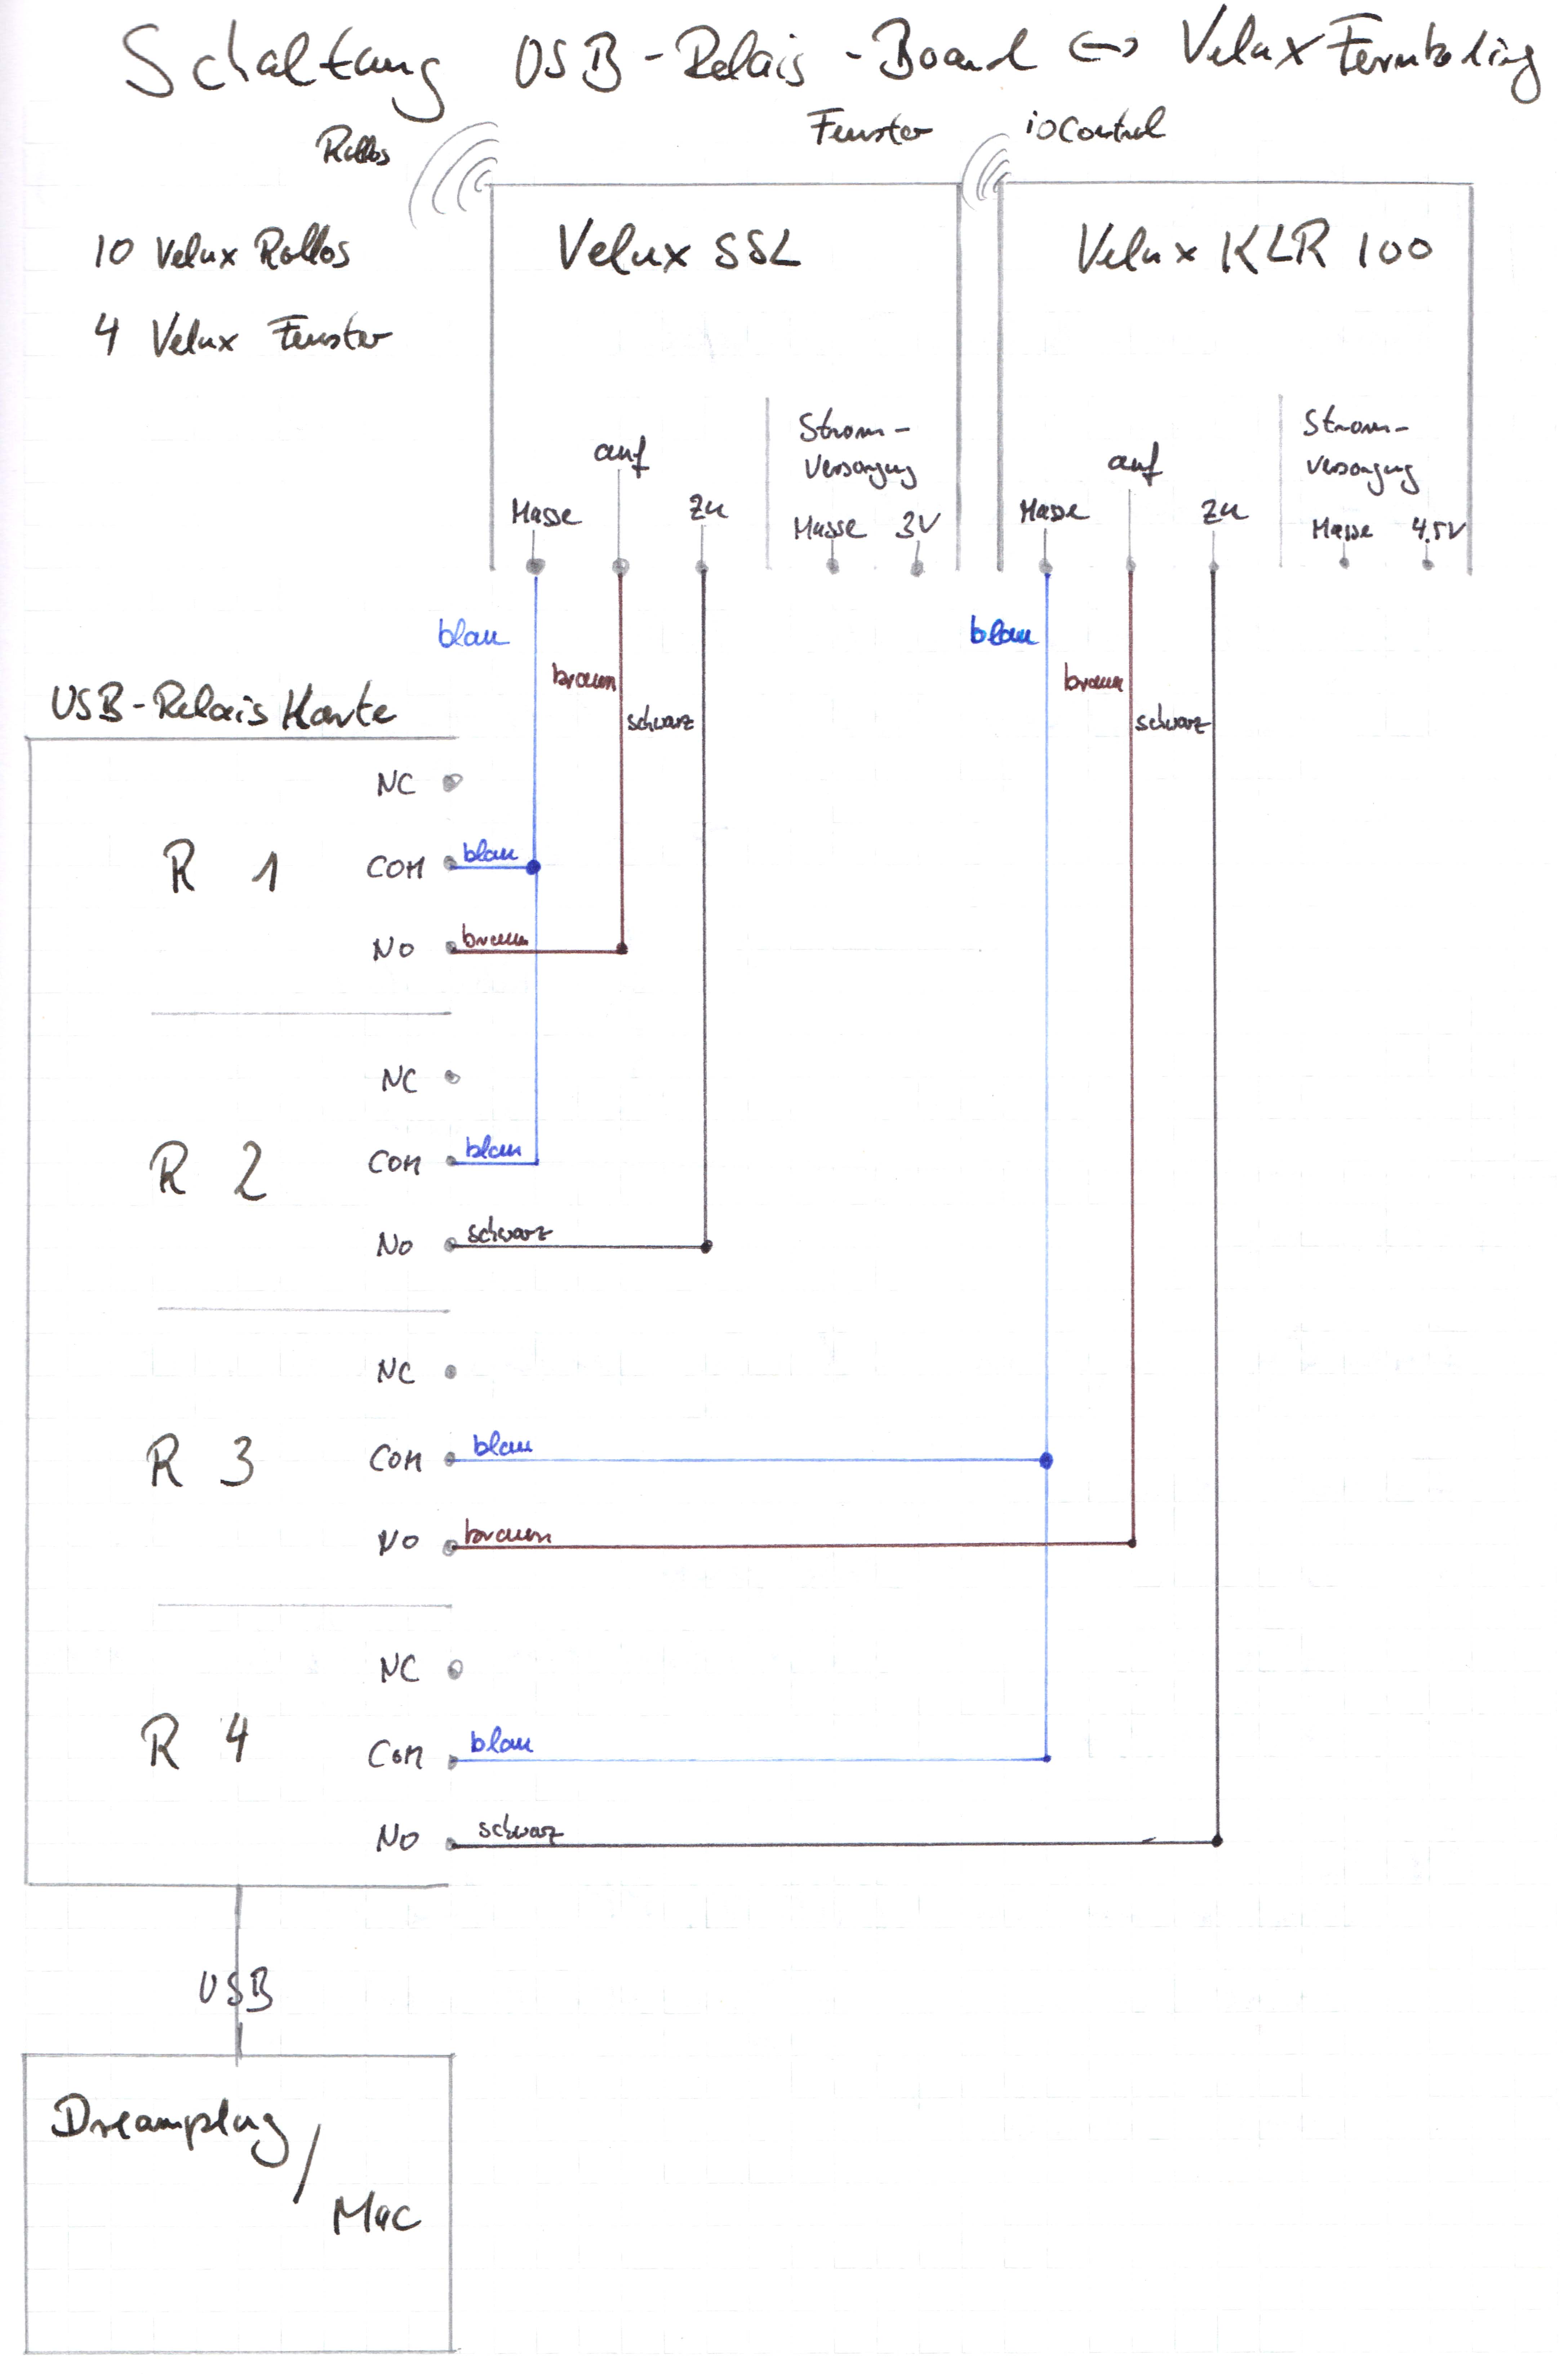 Schaltung USB-Relais-Board <-> Velux Fernbeding
Rollos
Fenster
ioControl
10 Velux Rollos
4 Velux Fenster
Velux SSL
Velux KLR 100
Masse
auf
zu
Strom-
versorgung
Masse 3V
Masse
auf
zu
Strom-
versorgung
Masse 4.5V
blau
braun
schwarz
blau
braun
schwarz
USB-Relais Karte
NC
R 1
COM
blau
NO
braun
NC
R 2
COM
blau
NO
schwarz
NC
R 3
COM
blau
NO
braun
NC
R 4
COM
blau
NO
schwarz
USB
Dreamplug /
Mac